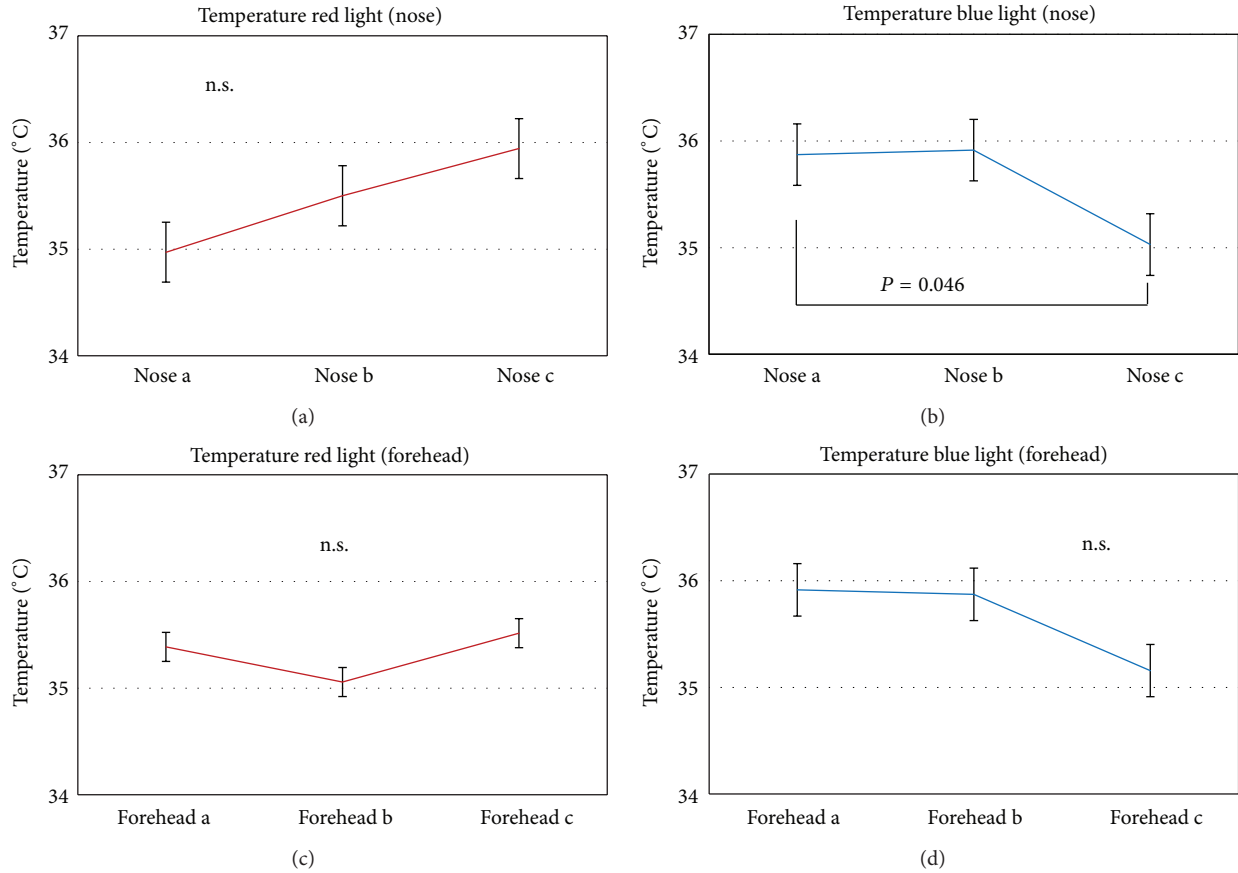 Temperature red light (nose)
37
36
35
34
Temperature (°C)
n.s.
Nose a Nose b Nose c
(a)
Temperature blue light (nose)
37
36
35
34
Temperature (°C)
P = 0.046
Nose a Nose b Nose c
(b)
Temperature red light (forehead)
37
36
35
34
Temperature (°C)
n.s.
Forehead a Forehead b Forehead c
(c)
Temperature blue light (forehead)
37
36
35
34
Temperature (°C)
n.s.
Forehead a Forehead b Forehead c
(d)